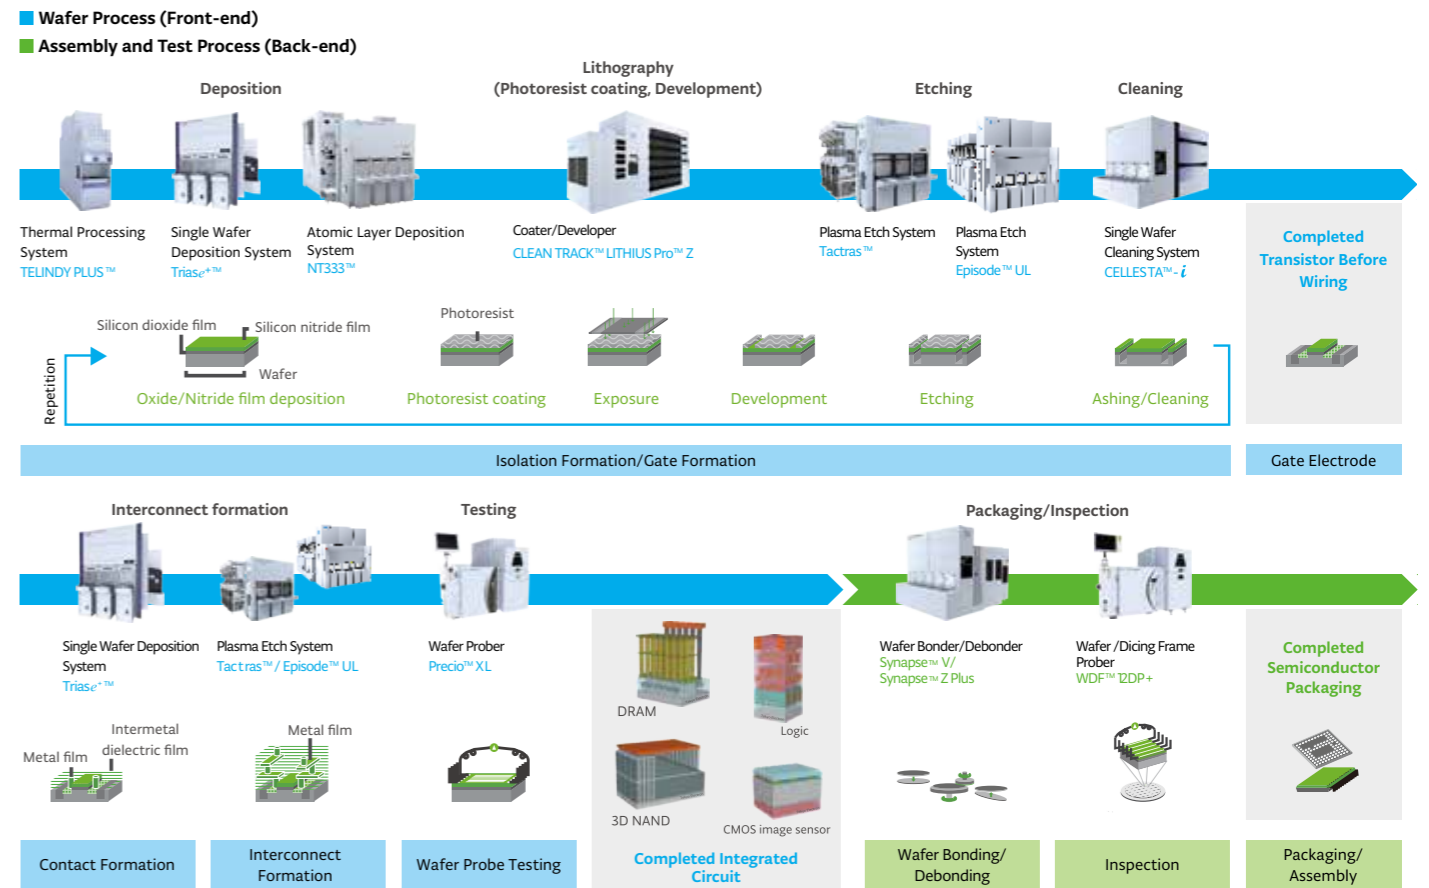 Wafer Process (Front-end)
Assembly and Test Process (Back-end)
Deposition
Lithography
(Photoresist coating, Development)
Etching
Cleaning
Thermal Processing
System
TELINDY PLUS™
Single Wafer
Deposition System
Triase⁺™
Atomic Layer Deposition
System
NT333™
Coater/Developer
CLEAN TRACK™ LITHIUS Pro™ Z
Plasma Etch System
Tactras™
Plasma Etch
System
Episode™ UL
Single Wafer
Cleaning System
CELLESTA™-i
Completed
Transistor Before
Wiring
Repetition
Silicon dioxide film
Silicon nitride film
Wafer
Photoresist
Oxide/Nitride film deposition
Photoresist coating
Exposure
Development
Etching
Ashing/Cleaning
Isolation Formation/Gate Formation
Gate Electrode
Interconnect formation
Testing
Packaging/Inspection
Single Wafer Deposition
System
Triase⁺™
Plasma Etch System
Tactras™ / Episode™ UL
Wafer Prober
Precio™ XL
DRAM
Logic
3D NAND
CMOS image sensor
Completed Integrated
Circuit
Wafer Bonder/Debonder
Synapse™ V/
Synapse™ Z Plus
Wafer /Dicing Frame
Prober
WDF™ 12DP+
Completed
Semiconductor
Packaging
Metal film
Intermetal
dielectric film
Metal film
Contact Formation
Interconnect
Formation
Wafer Probe Testing
Wafer Bonding/
Debonding
Inspection
Packaging/
Assembly